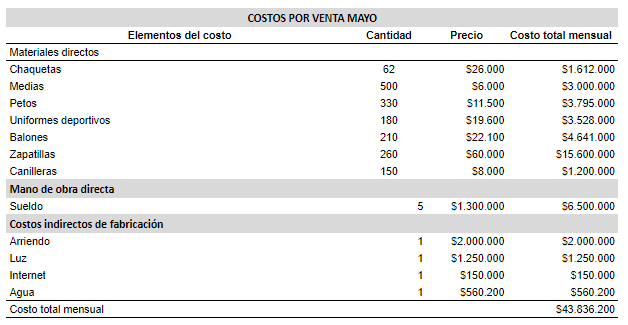 COSTOS POR VENTA MAYO
Elementos del costo Cantidad Precio Costo total mensual
Materiales directos
Chaquetas 62 $26.000 $1.612.000
Medias 500 $6.000 $3.000.000
Petos 330 $11.500 $3.795.000
Uniformes deportivos 180 $19.600 $3.528.000
Balones 210 $22.100 $4.641.000
Zapatillas 260 $60.000 $15.600.000
Canilleras 150 $8.000 $1.200.000
Mano de obra directa
Sueldo 5 $1.300.000 $6.500.000
Costos indirectos de fabricación
Arriendo 1 $2.000.000 $2.000.000
Luz 1 $1.250.000 $1.250.000
Internet 1 $150.000 $150.000
Agua 1 $560.200 $560.200
Costo total mensual $43.836.200